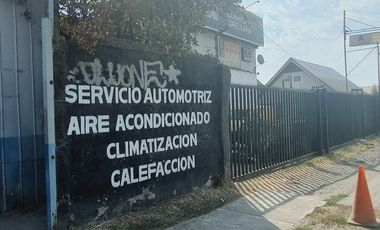 SERVICIO AUTOMOTRIZ
AIRE ACONDICIONADO
CLIMATIZACION
CALEFACCION